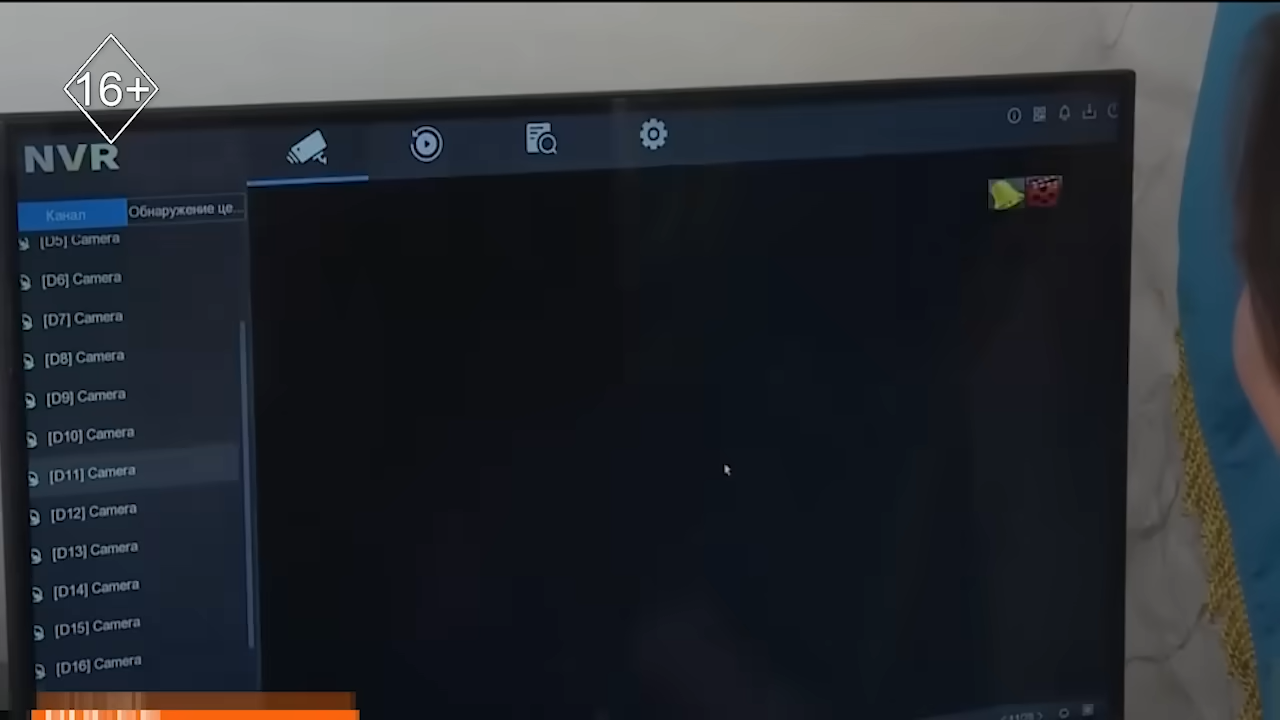 16+
NVR
Канал
Обнаружение це...
[D5] Camera
[D6] Camera
[D7] Camera
[D8] Camera
[D9] Camera
[D10] Camera
[D11] Camera
[D12] Camera
[D13] Camera
[D14] Camera
[D15] Camera
[D16] Camera